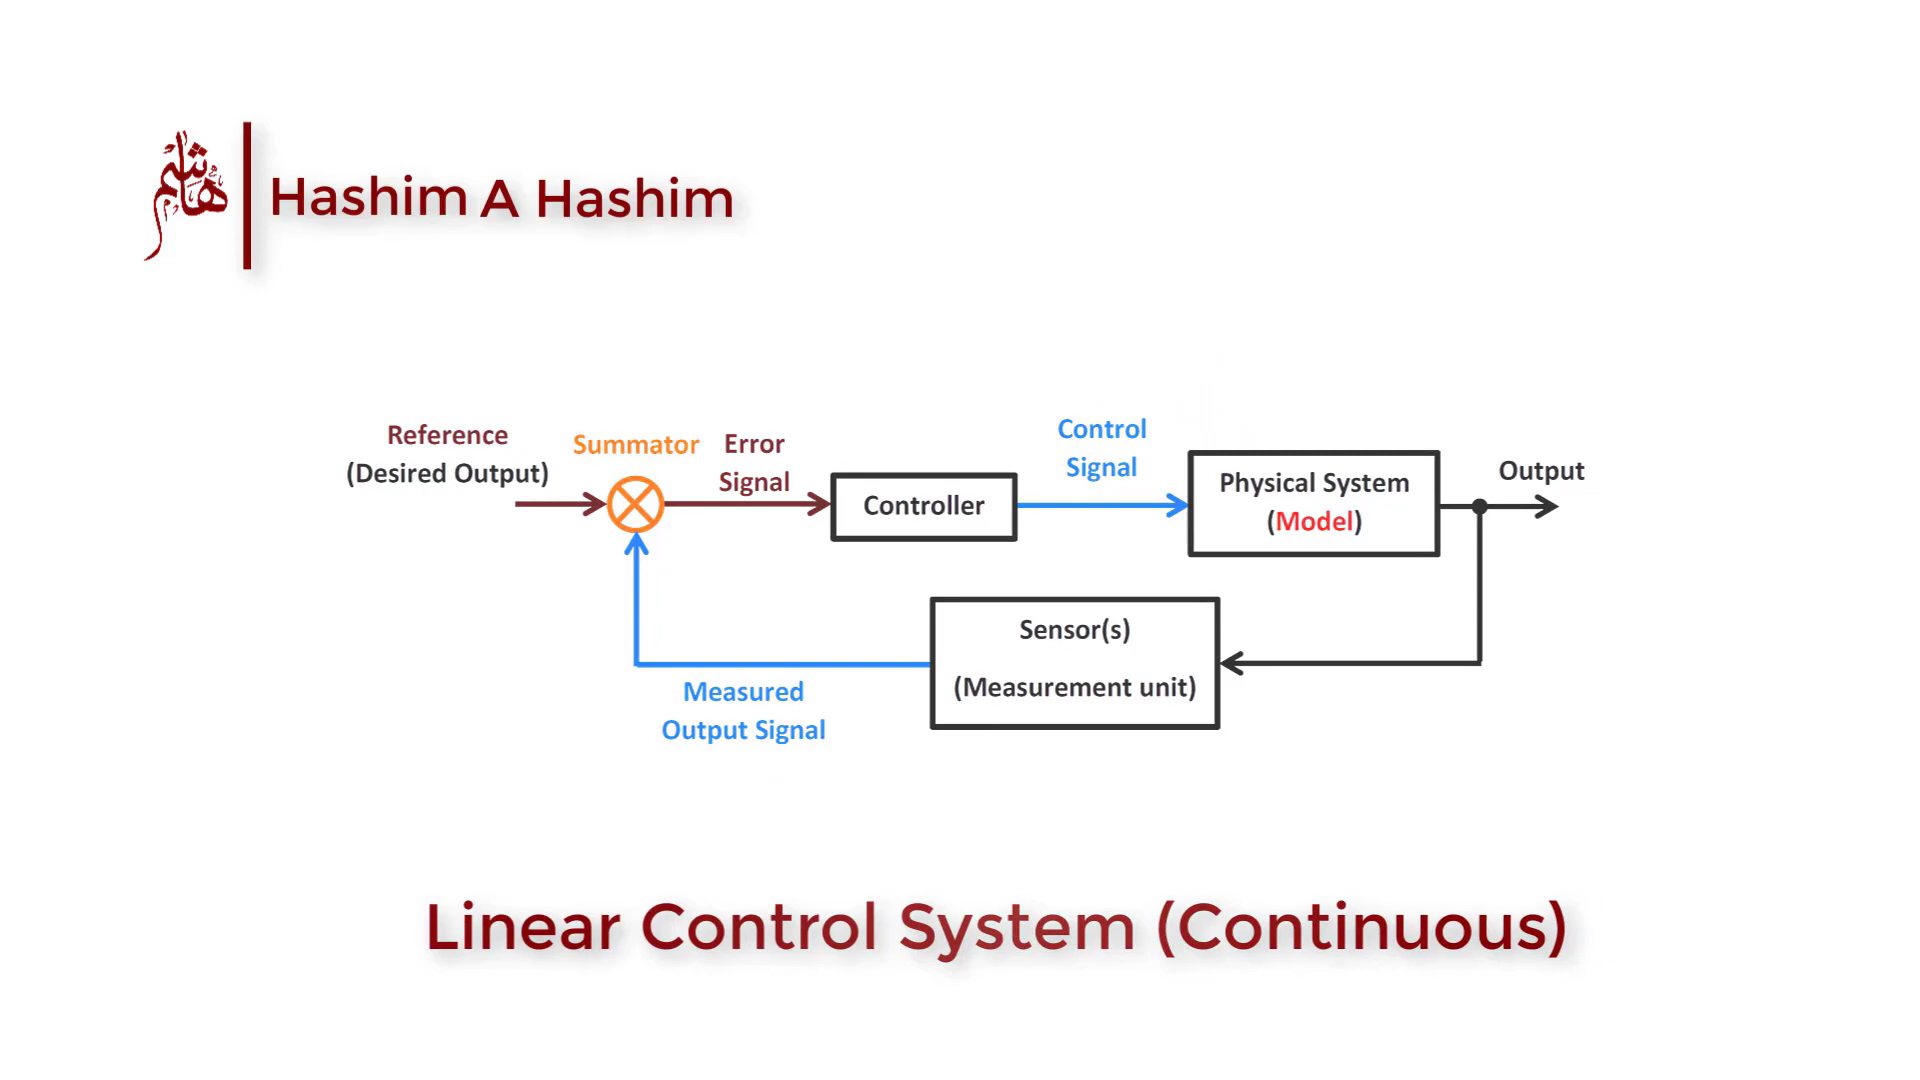 هاشم
Hashim A Hashim
Reference
(Desired Output)
Summator
Error
Signal
Controller
Control
Signal
Physical System
(Model)
Output
Sensor(s)
(Measurement unit)
Measured
Output Signal
Linear Control System (Continuous)